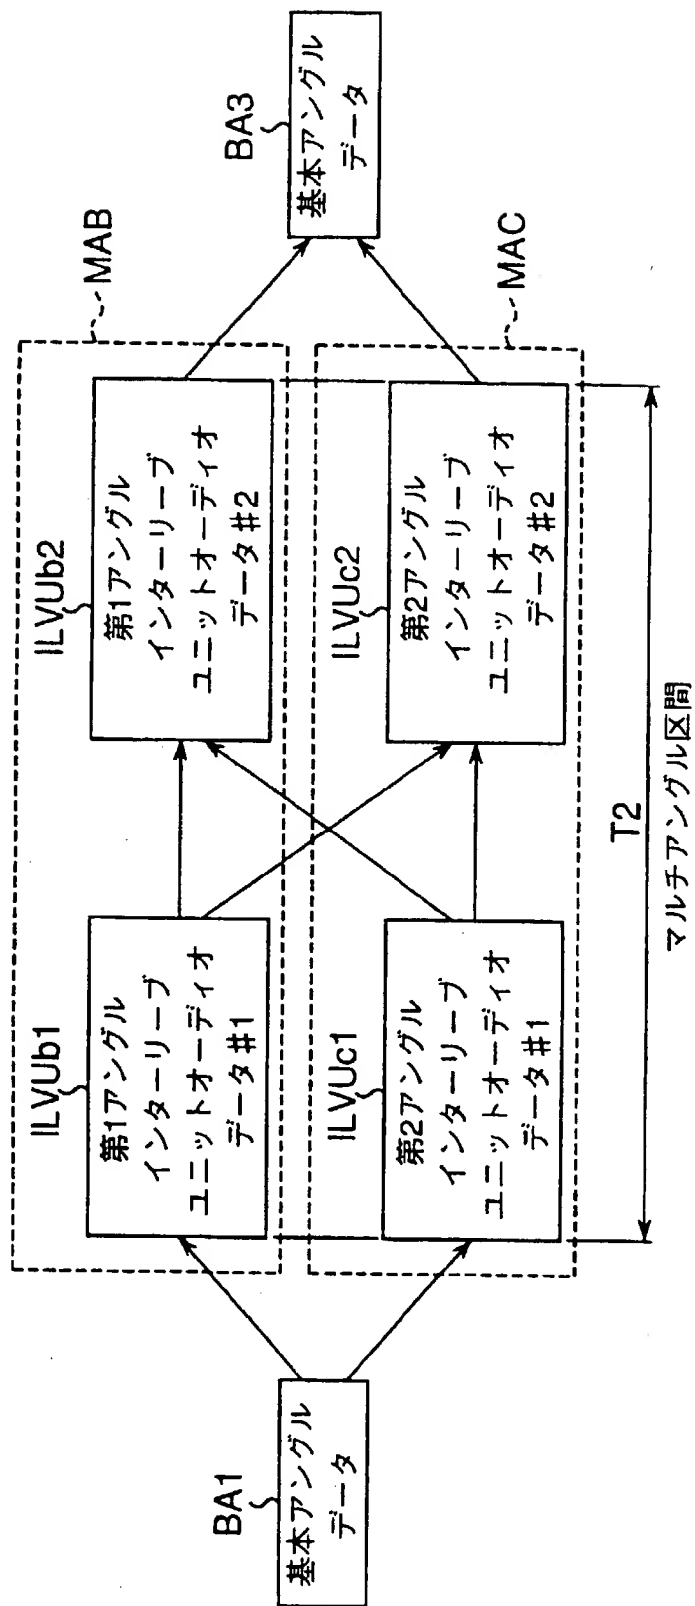 BA1
基本アングル
データ
MAB
ILVUb1
第1アングル
インターリーブ
ユニットオーディオ
データ#1
ILVUb2
第1アングル
インターリーブ
ユニットオーディオ
データ#2
MAC
ILVUc1
第2アングル
インターリーブ
ユニットオーディオ
データ#1
ILVUc2
第2アングル
インターリーブ
ユニットオーディオ
データ#2
BA3
基本アングル
データ
T2
マルチアングル区間